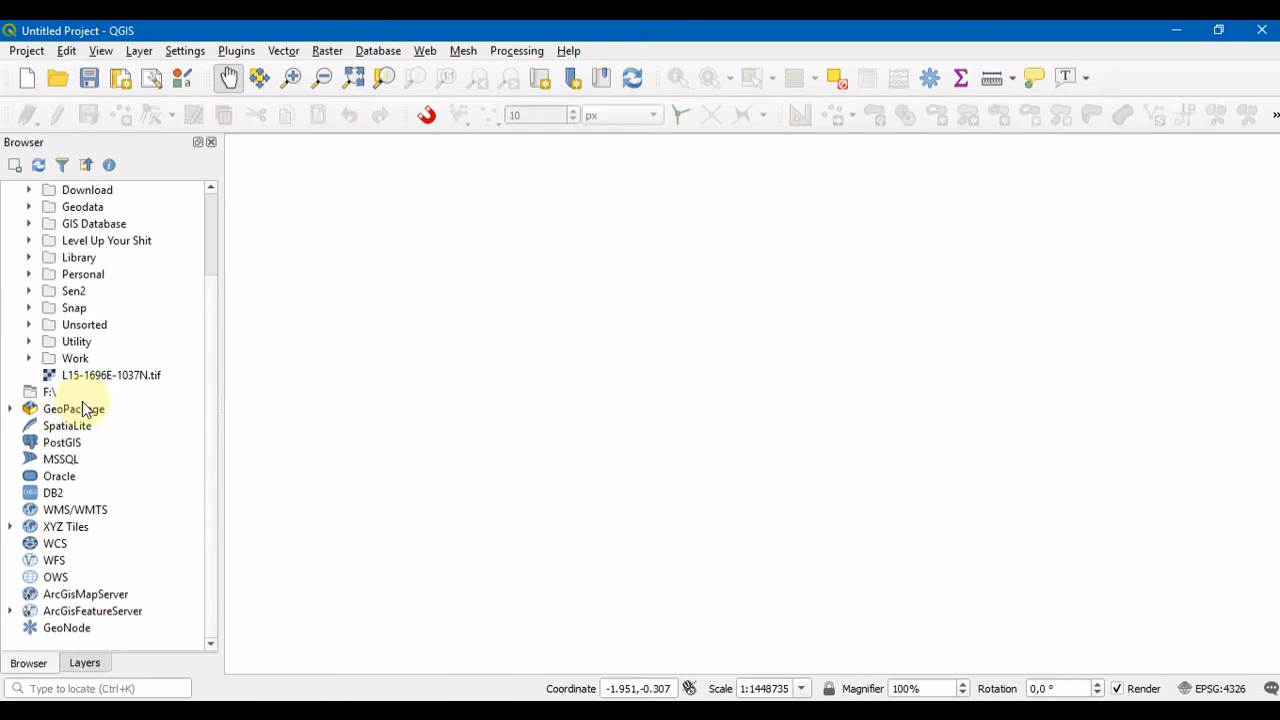 Untitled Project - QGIS
Project Edit View Layer Settings Plugins Vector Raster Database Web Mesh Processing Help
10 px
Browser
Download
Geodata
GIS Database
Level Up Your Shit
Library
Personal
Sen2
Snap
Unsorted
Utility
Work
L15-1696E-1037N.tif
F:\
GeoPackage
SpatiaLite
PostGIS
MSSQL
Oracle
DB2
WMS/WMTS
XYZ Tiles
WCS
WFS
OWS
ArcGisMapServer
ArcGisFeatureServer
GeoNode
Browser Layers
Type to locate (Ctrl+K) Coordinate -1.951,-0.307 Scale 1:1448735 Magnifier 100% Rotation 0,0 ° Render EPSG:4326